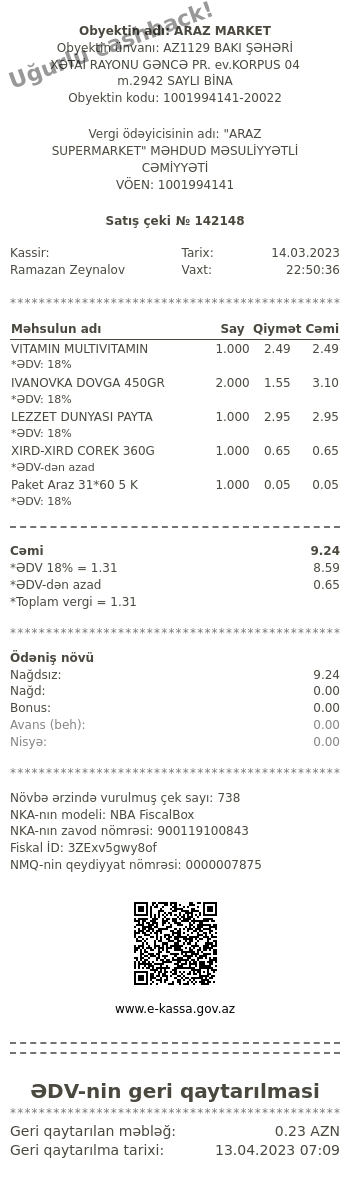 Uğurlu cashback!
Obyektin adı: ARAZ MARKET
Obyektin ünvanı: AZ1129 BAKI ŞƏHƏRİ
XƏTAİ RAYONU GƏNCƏ PR. ev.KORPUS 04
m.2942 SAYLI BİNA
Obyektin kodu: 1001994141-20022
Vergi ödəyicisinin adı: "ARAZ
SUPERMARKET" MƏHDUD MƏSULİYYƏTLİ
CƏMİYYƏTİ
VÖEN: 1001994141
Satış çeki № 142148
Kassir: Tarix: 14.03.2023
Ramazan Zeynalov Vaxt: 22:50:36
**********************************************
Məhsulun adı Say Qiymət Cəmi
VITAMIN MULTIVITAMIN 1.000 2.49 2.49
*ƏDV: 18%
IVANOVKA DOVGA 450GR 2.000 1.55 3.10
*ƏDV: 18%
LEZZET DUNYASI PAYTA 1.000 2.95 2.95
*ƏDV: 18%
XIRD-XIRD COREK 360G 1.000 0.65 0.65
*ƏDV-dən azad
Paket Araz 31*60 5 K 1.000 0.05 0.05
*ƏDV: 18%
Cəmi 9.24
*ƏDV 18% = 1.31 8.59
*ƏDV-dən azad 0.65
*Toplam vergi = 1.31
**********************************************
Ödəniş növü
Nağdsız: 9.24
Nağd: 0.00
Bonus: 0.00
Avans (beh): 0.00
Nisyə: 0.00
**********************************************
Növbə ərzində vurulmuş çek sayı: 738
NKA-nın modeli: NBA FiscalBox
NKA-nın zavod nömrəsi: 900119100843
Fiskal İD: 3ZExv5gwy8of
NMQ-nin qeydiyyat nömrəsi: 0000007875
www.e-kassa.gov.az
ƏDV-nin geri qaytarılması
**********************************************
Geri qaytarılan məbləğ: 0.23 AZN
Geri qaytarılma tarixi: 13.04.2023 07:09